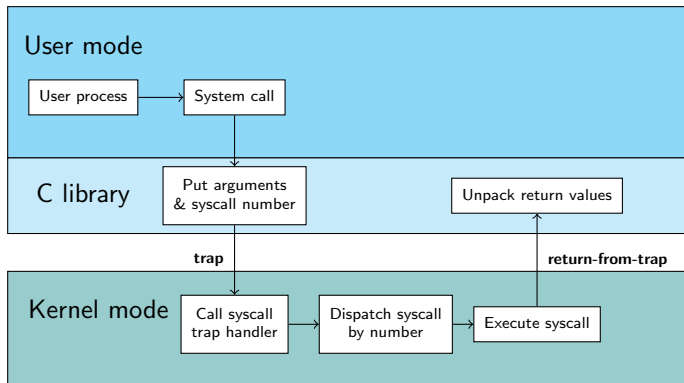 User mode
User process
System call
C library
Put arguments
& syscall number
Unpack return values
trap
return-from-trap
Kernel mode
Call syscall
trap handler
Dispatch syscall
by number
Execute syscall